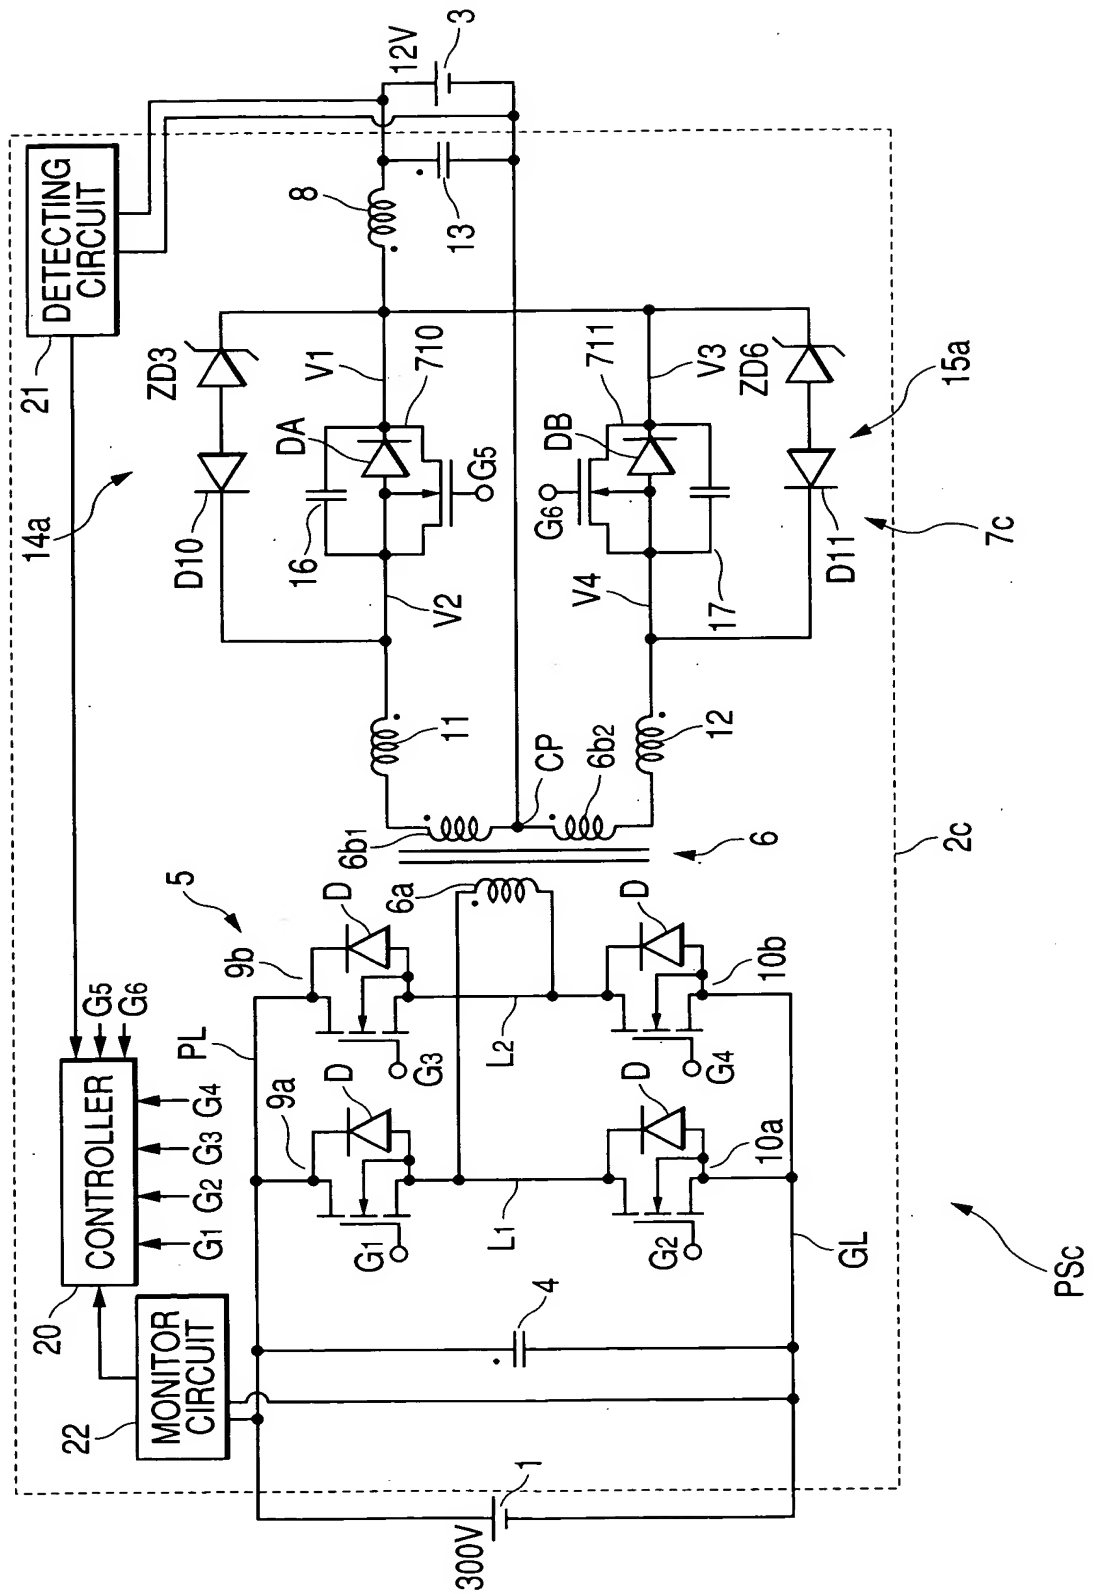 DETECTING
CIRCUIT
21
14a
D10
ZD3
8
12V
3
13
V1
710
DA
16
G5
V2
11
V3
711
DB
G6
V4
17
12
ZD6
D11
15a
7c
CP
6b1
6b2
6
6a
2c
5
9b
D
10b
D
G3
G4
L2
PL
9a
D
10a
D
G1
G2
L1
GL
CONTROLLER
20
G5
G6
G1
G2
G3
G4
MONITOR
CIRCUIT
22
4
300V
1
PSc